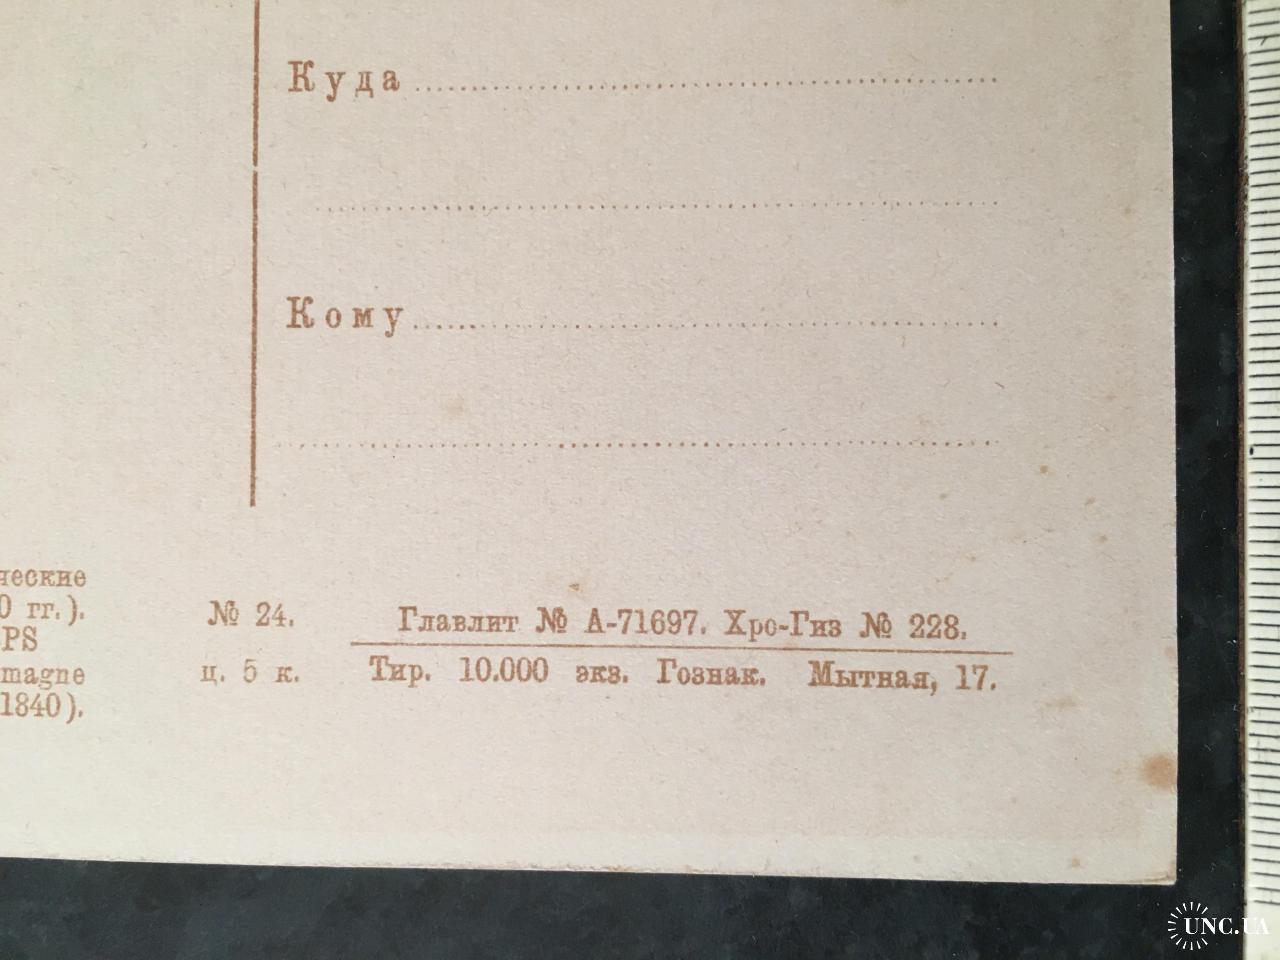 Куда
Кому
ческие
0 гг.).
PS
magne
1840).
№ 24.
ц. 5 к.
Главлит № А-71697. Хро-Гиз № 228.
Тир. 10.000 экз. Гознак. Мытная, 17.
UNC.UA